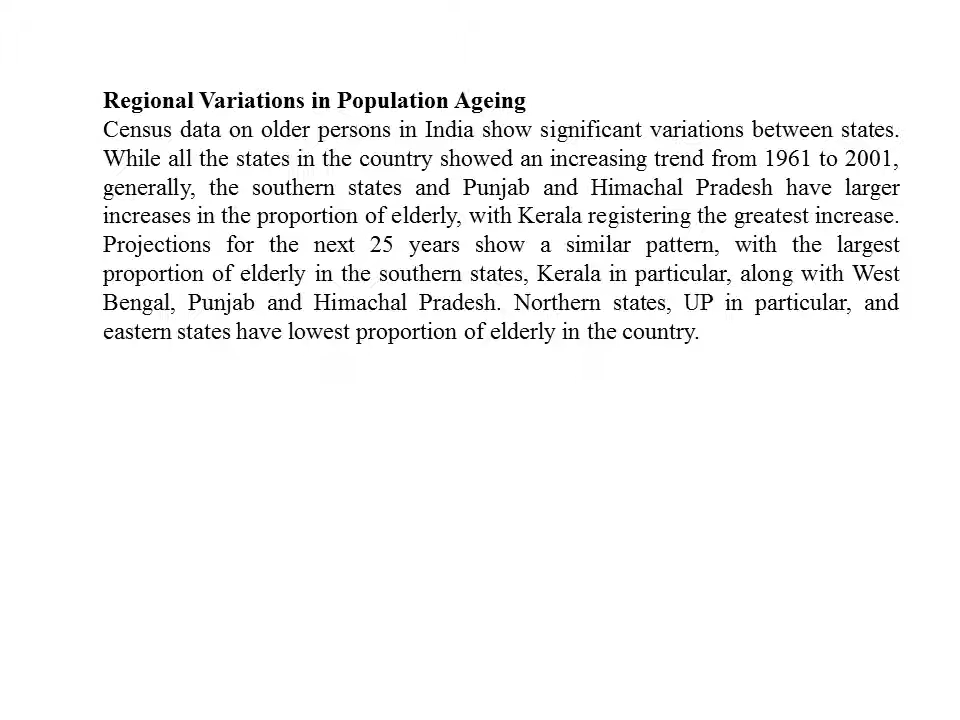 Regional Variations in Population Ageing
Census data on older persons in India show significant variations between states.
While all the states in the country showed an increasing trend from 1961 to 2001,
generally, the southern states and Punjab and Himachal Pradesh have larger
increases in the proportion of elderly, with Kerala registering the greatest increase.
Projections for the next 25 years show a similar pattern, with the largest
proportion of elderly in the southern states, Kerala in particular, along with West
Bengal, Punjab and Himachal Pradesh. Northern states, UP in particular, and
eastern states have lowest proportion of elderly in the country.